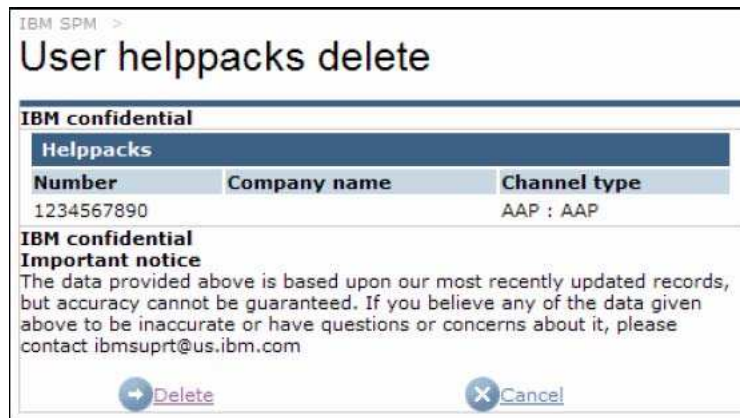 IBM SPM >
User helppacks delete
IBM confidential
Helppacks
Number Company name Channel type
1234567890 AAP : AAP
IBM confidential
Important notice
The data provided above is based upon our most recently updated records,
but accuracy cannot be guaranteed. If you believe any of the data given
above to be inaccurate or have questions or concerns about it, please
contact ibmsuprt@us.ibm.com
Delete Cancel